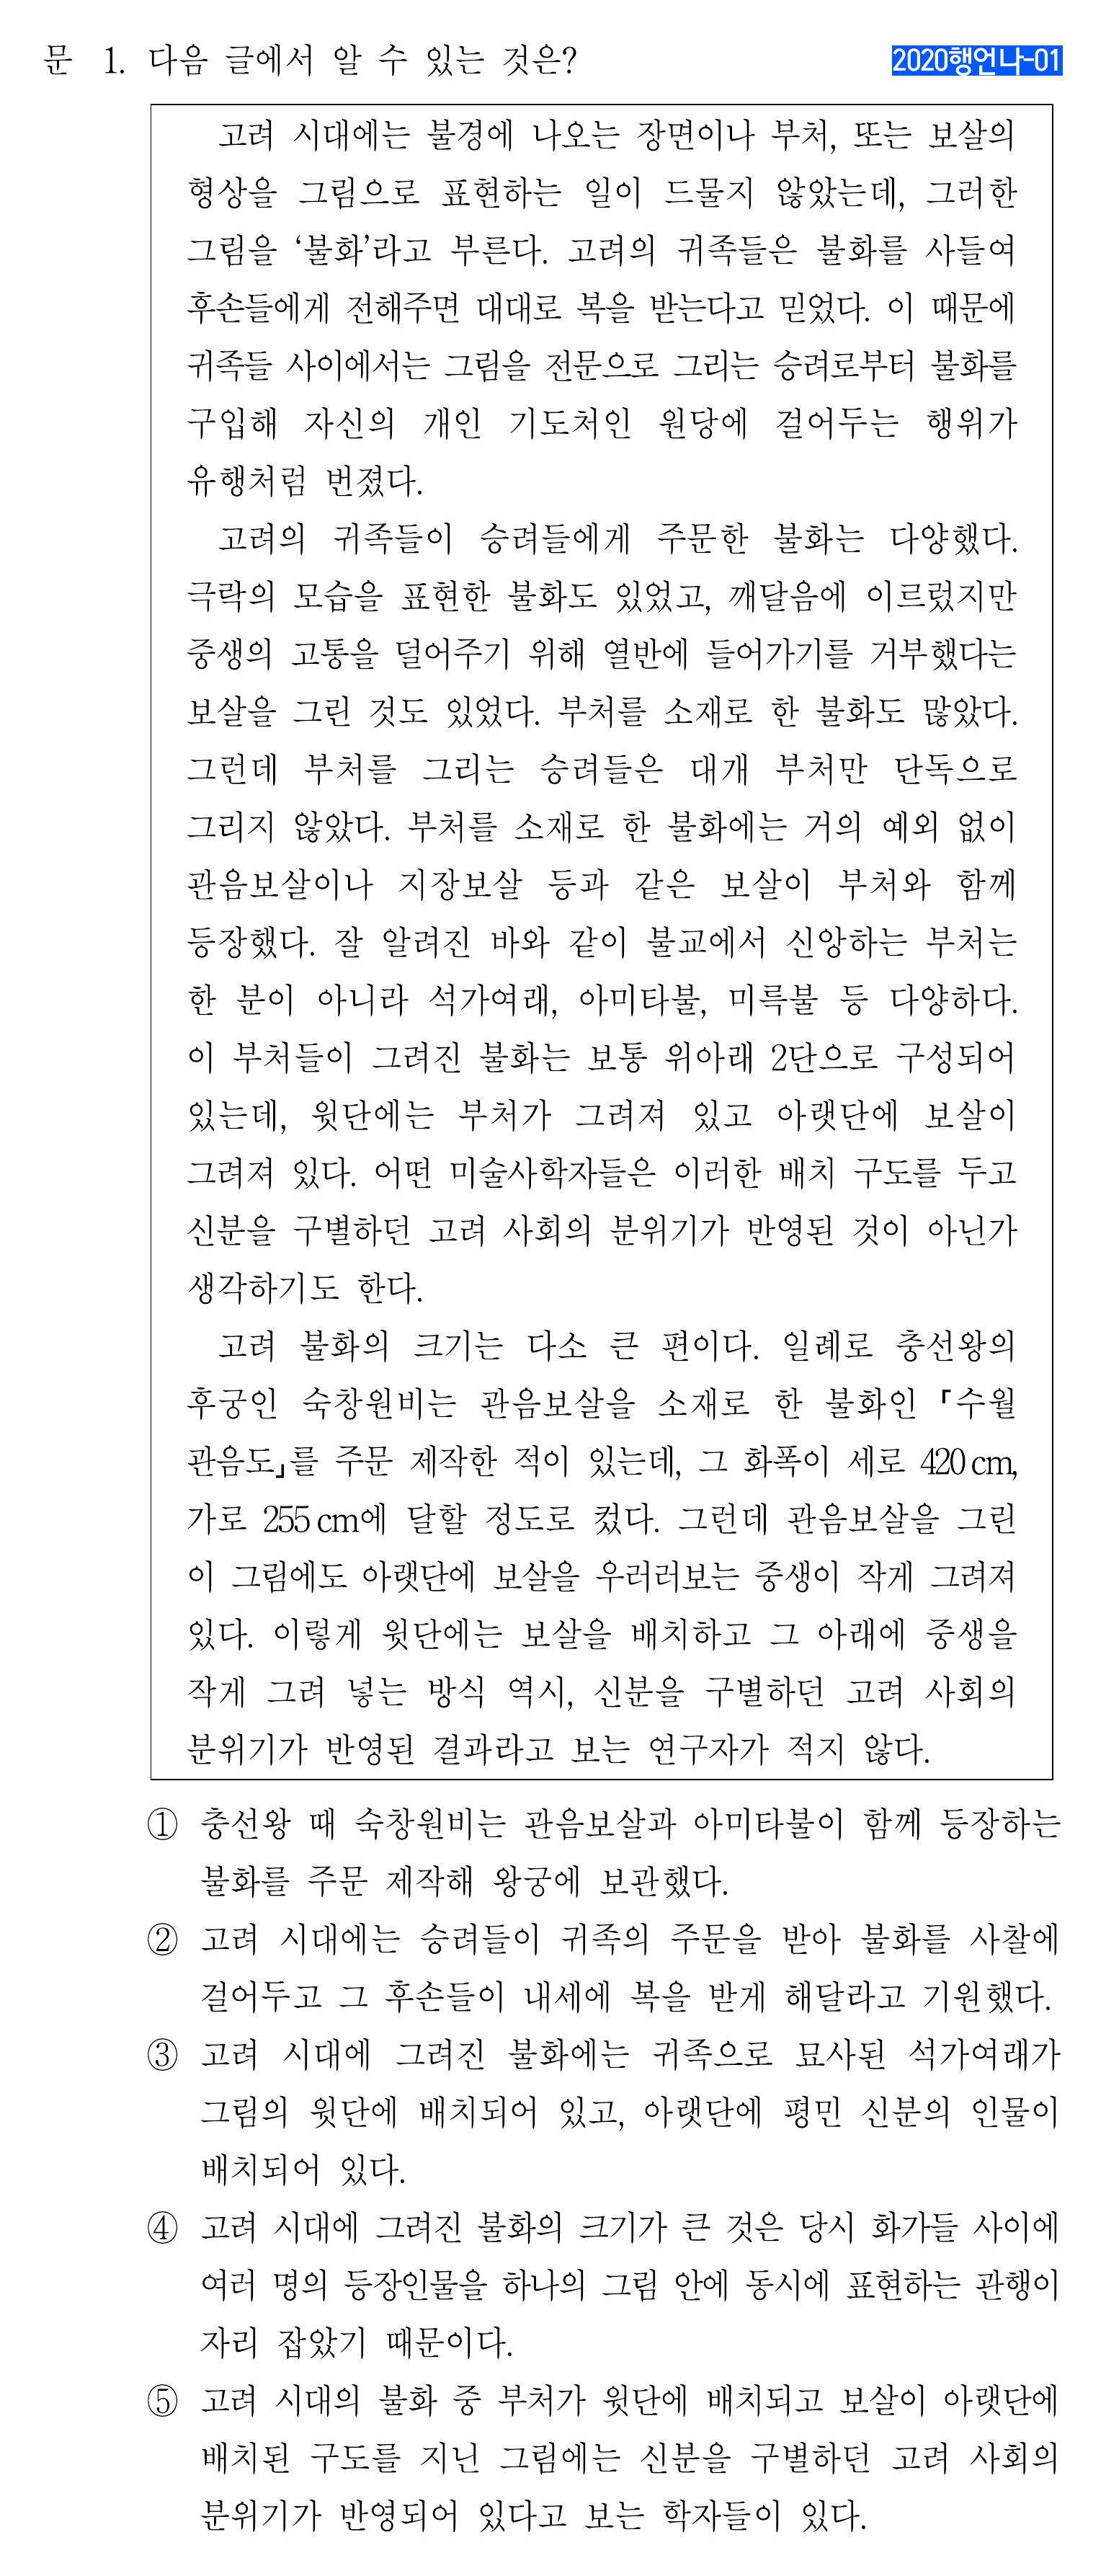 문 1. 다음 글에서 알 수 있는 것은?
2020행언나-01
고려 시대에는 불경에 나오는 장면이나 부처, 또는 보살의
형상을 그림으로 표현하는 일이 드물지 않았는데, 그러한
그림을 ‘불화’라고 부른다. 고려의 귀족들은 불화를 사들여
후손들에게 전해주면 대대로 복을 받는다고 믿었다. 이 때문에
귀족들 사이에서는 그림을 전문으로 그리는 승려로부터 불화를
구입해 자신의 개인 기도처인 원당에 걸어두는 행위가
유행처럼 번졌다.
고려의 귀족들이 승려들에게 주문한 불화는 다양했다.
극락의 모습을 표현한 불화도 있었고, 깨달음에 이르렀지만
중생의 고통을 덜어주기 위해 열반에 들어가기를 거부했다는
보살을 그린 것도 있었다. 부처를 소재로 한 불화도 많았다.
그런데 부처를 그리는 승려들은 대개 부처만 단독으로
그리지 않았다. 부처를 소재로 한 불화에는 거의 예외 없이
관음보살이나 지장보살 등과 같은 보살이 부처와 함께
등장했다. 잘 알려진 바와 같이 불교에서 신앙하는 부처는
한 분이 아니라 석가여래, 아미타불, 미륵불 등 다양하다.
이 부처들이 그려진 불화는 보통 위아래 2단으로 구성되어
있는데, 윗단에는 부처가 그려져 있고 아랫단에 보살이
그려져 있다. 어떤 미술사학자들은 이러한 배치 구도를 두고
신분을 구별하던 고려 사회의 분위기가 반영된 것이 아닌가
생각하기도 한다.
고려 불화의 크기는 다소 큰 편이다. 일례로 충선왕의
후궁인 숙창원비는 관음보살을 소재로 한 불화인 『수월
관음도』를 주문 제작한 적이 있는데, 그 화폭이 세로 420cm,
가로 255cm에 달할 정도로 컸다. 그런데 관음보살을 그린
이 그림에도 아랫단에 보살을 우러러보는 중생이 작게 그려져
있다. 이렇게 윗단에는 보살을 배치하고 그 아래에 중생을
작게 그려 넣는 방식 역시, 신분을 구별하던 고려 사회의
분위기가 반영된 결과라고 보는 연구자가 적지 않다.
① 충선왕 때 숙창원비는 관음보살과 아미타불이 함께 등장하는
불화를 주문 제작해 왕궁에 보관했다.
② 고려 시대에는 승려들이 귀족의 주문을 받아 불화를 사찰에
걸어두고 그 후손들이 내세에 복을 받게 해달라고 기원했다.
③ 고려 시대에 그려진 불화에는 귀족으로 묘사된 석가여래가
그림의 윗단에 배치되어 있고, 아랫단에 평민 신분의 인물이
배치되어 있다.
④ 고려 시대에 그려진 불화의 크기가 큰 것은 당시 화가들 사이에
여러 명의 등장인물을 하나의 그림 안에 동시에 표현하는 관행이
자리 잡았기 때문이다.
⑤ 고려 시대의 불화 중 부처가 윗단에 배치되고 보살이 아랫단에
배치된 구도를 지닌 그림에는 신분을 구별하던 고려 사회의
분위기가 반영되어 있다고 보는 학자들이 있다.